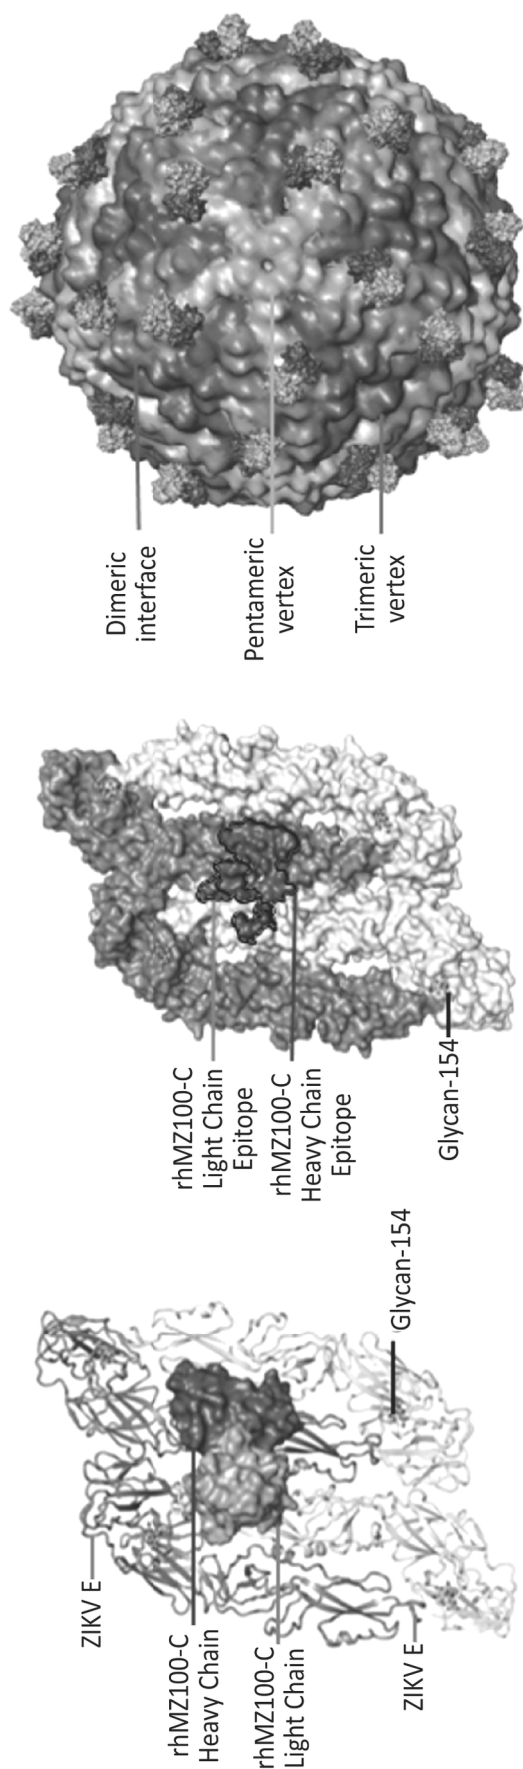 ZIKV E
rhMZ100-C
Heavy Chain
rhMZ100-C
Light Chain
ZIKV E
Glycan-154
rhMZ100-C
Light Chain
Epitope
rhMZ100-C
Heavy Chain
Epitope
Glycan-154
Dimeric
interface
Pentameric
vertex
Trimeric
vertex